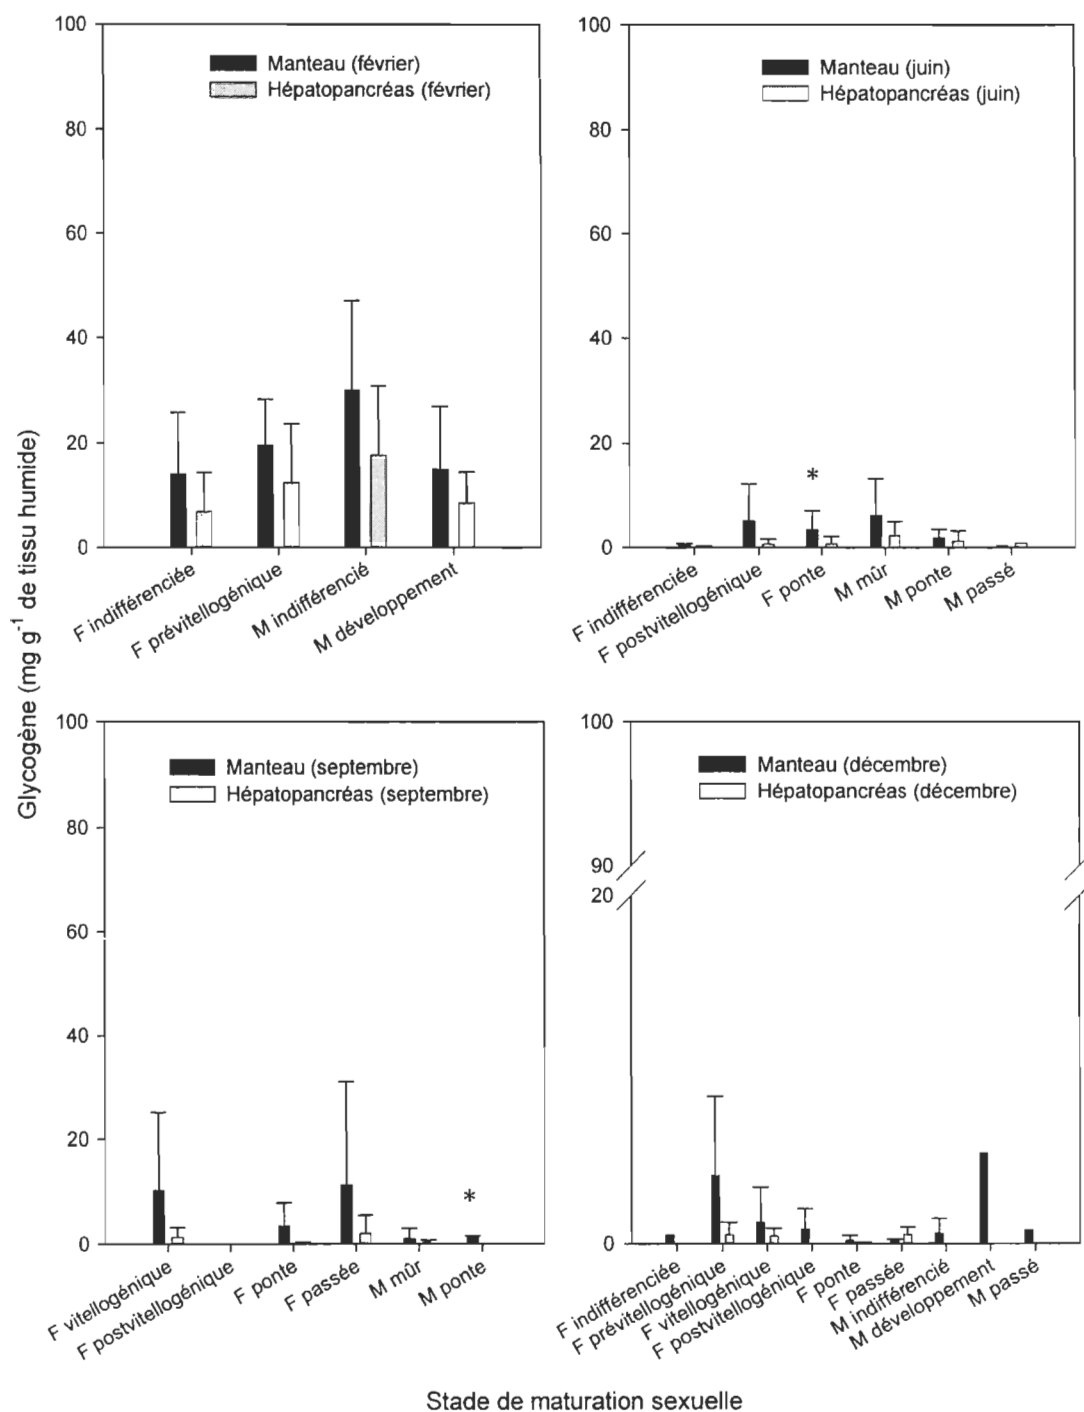 Glycogène (mg g⁻¹ de tissu humide)
100
80
60
40
20
0
Manteau (février)
Hépatopancréas (février)
F indifférenciée
F prévitellogénique
M indifférencié
M développement
100
80
60
40
20
0
Manteau (juin)
Hépatopancréas (juin)
*
F indifférenciée
F postvitellogénique
F ponte
M mûr
M ponte
M passé
100
80
60
40
20
0
Manteau (septembre)
Hépatopancréas (septembre)
*
F vitellogénique
F postvitellogénique
F ponte
F passée
M mûr
M ponte
100
90
20
0
Manteau (décembre)
Hépatopancréas (décembre)
F indifférenciée
F prévitellogénique
F vitellogénique
F postvitellogénique
F ponte
F passée
M indifférencié
M développement
M passé
Stade de maturation sexuelle